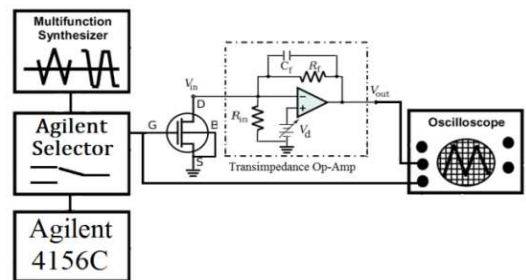 Multifunction
Synthesizer
Agilent
Selector
Agilent
4156C
G
D
B
S
V_in
R_in
C_f
R_f
V_d
V_out
Transimpedance Op-Amp
Oscilloscope